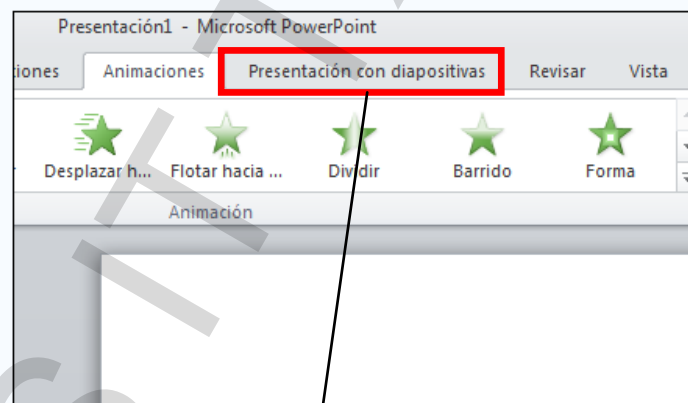 Presentación1 - Microsoft PowerPoint
iones Animaciones Presentación con diapositivas Revisar Vista
Desplazar h... Flotar hacia ... Dividir Barrido Forma
Animación